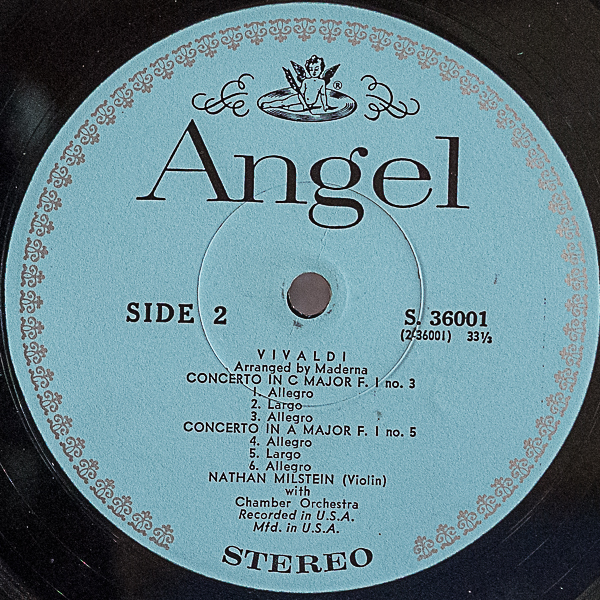 ®
Angel
SIDE 2
S. 36001
(2-36001) 33⅓
VIVALDI
Arranged by Maderna
CONCERTO IN C MAJOR F. I no. 3
1. Allegro
2. Largo
3. Allegro
CONCERTO IN A MAJOR F. I no. 5
4. Allegro
5. Largo
6. Allegro
NATHAN MILSTEIN (Violin)
with
Chamber Orchestra
Recorded in U.S.A.
Mfd. in U.S.A.
STEREO